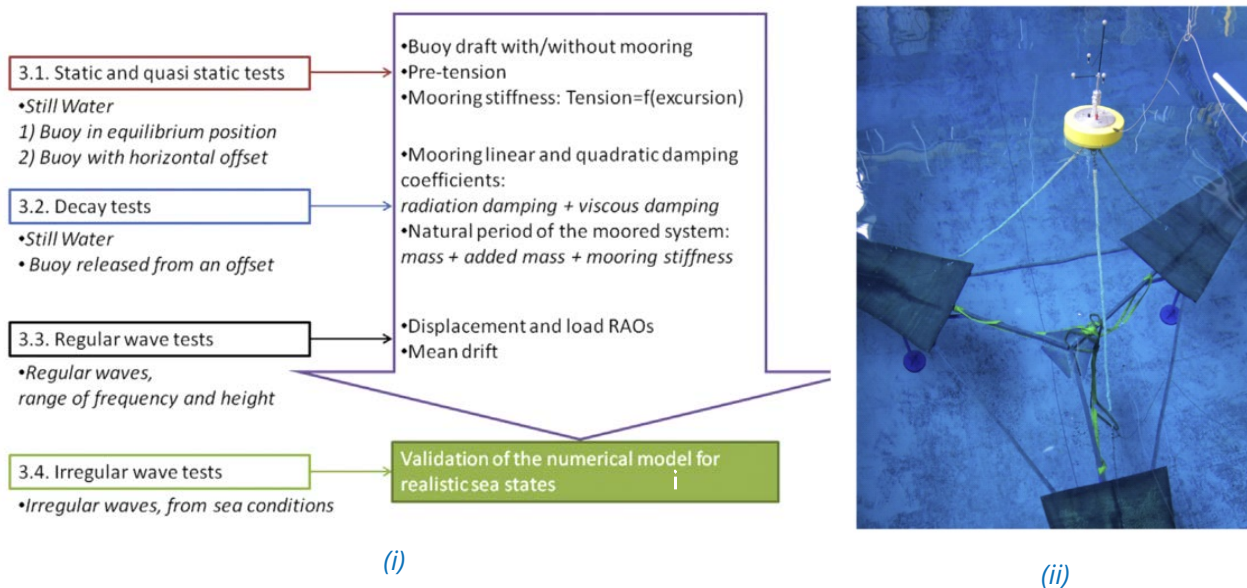 3.1. Static and quasi static tests
•Still Water
1) Buoy in equilibrium position
2) Buoy with horizontal offset
•Buoy draft with/without mooring
•Pre-tension
•Mooring stiffness: Tension=f(excursion)
3.2. Decay tests
•Still Water
• Buoy released from an offset
•Mooring linear and quadratic damping
coefficients:
radiation damping + viscous damping
•Natural period of the moored system:
mass + added mass + mooring stiffness
3.3. Regular wave tests
•Regular waves,
range of frequency and height
•Displacement and load RAOs
•Mean drift
3.4. Irregular wave tests
•Irregular waves, from sea conditions
Validation of the numerical model for
realistic sea states
i
(i)
(ii)